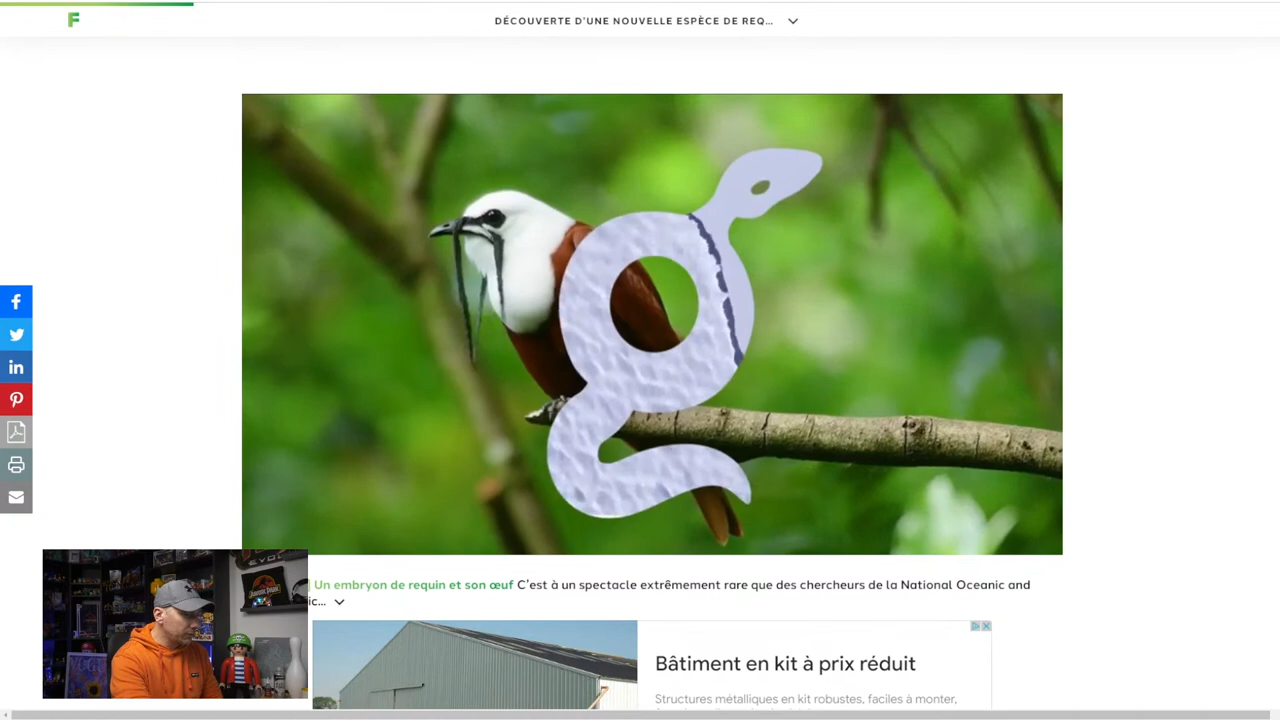 F
DÉCOUVERTE D'UNE NOUVELLE ESPÈCE DE REQ...
g
Un embryon de requin et son œuf C'est à un spectacle extrêmement rare que des chercheurs de la National Oceanic and
ic...
Bâtiment en kit à prix réduit
Structures métalliques en kit robustes, faciles à monter,